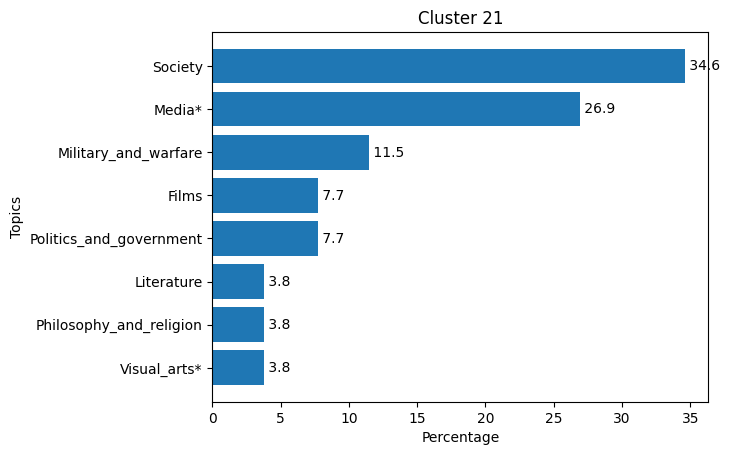 Cluster 21
Topics
Society 34.6
Media* 26.9
Military_and_warfare 11.5
Films 7.7
Politics_and_government 7.7
Literature 3.8
Philosophy_and_religion 3.8
Visual_arts* 3.8
0 5 10 15 20 25 30 35
Percentage